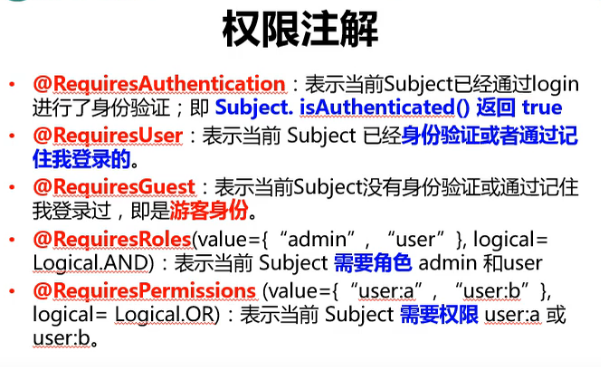 权限注解
• @RequiresAuthentication：表示当前Subject已经通过login
进行了身份验证；即 Subject. isAuthenticated() 返回 true
• @RequiresUser：表示当前 Subject 已经身份验证或者通过记
住我登录的。
• @RequiresGuest：表示当前Subject没有身份验证或通过记住
我登录过，即是游客身份。
• @RequiresRoles(value={“admin”, “user”}, logical=
Logical.AND)：表示当前 Subject 需要角色 admin 和user
• @RequiresPermissions (value={“user:a”, “user:b”},
logical= Logical.OR)：表示当前 Subject 需要权限 user:a 或
user:b。